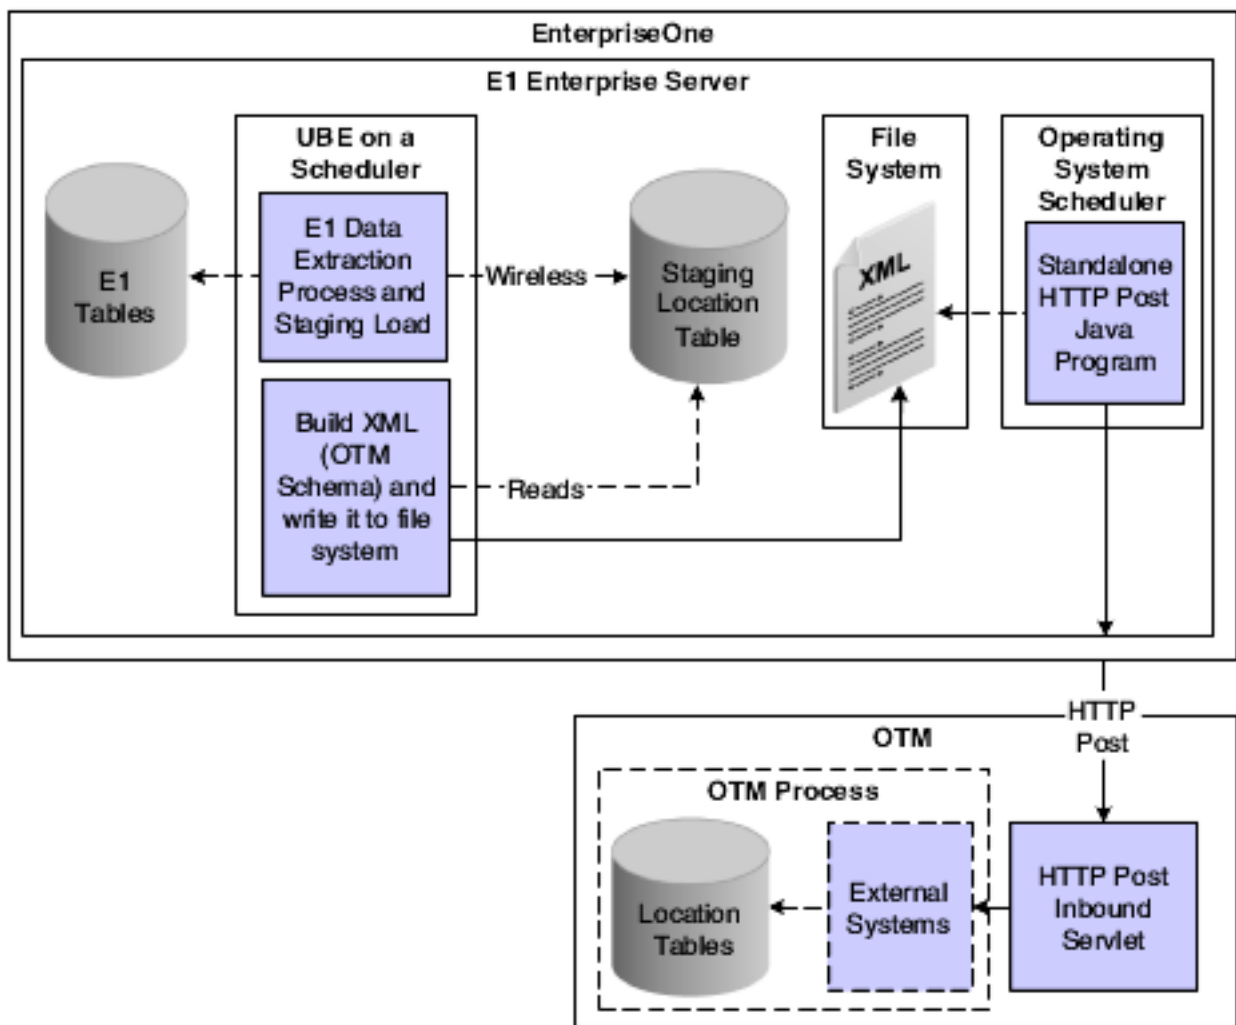 EnterpriseOne
E1 Enterprise Server
UBE on a
Scheduler
File
System
Operating
System
Scheduler
E1
Tables
E1 Data
Extraction
Process and
Staging Load
Wireless
Staging
Location
Table
XML
Standalone
HTTP Post
Java
Program
Build XML
(OTM
Schema) and
write it to file
system
Reads
HTTP
Post
OTM
OTM Process
Location
Tables
External
Systems
HTTP Post
Inbound
Servlet